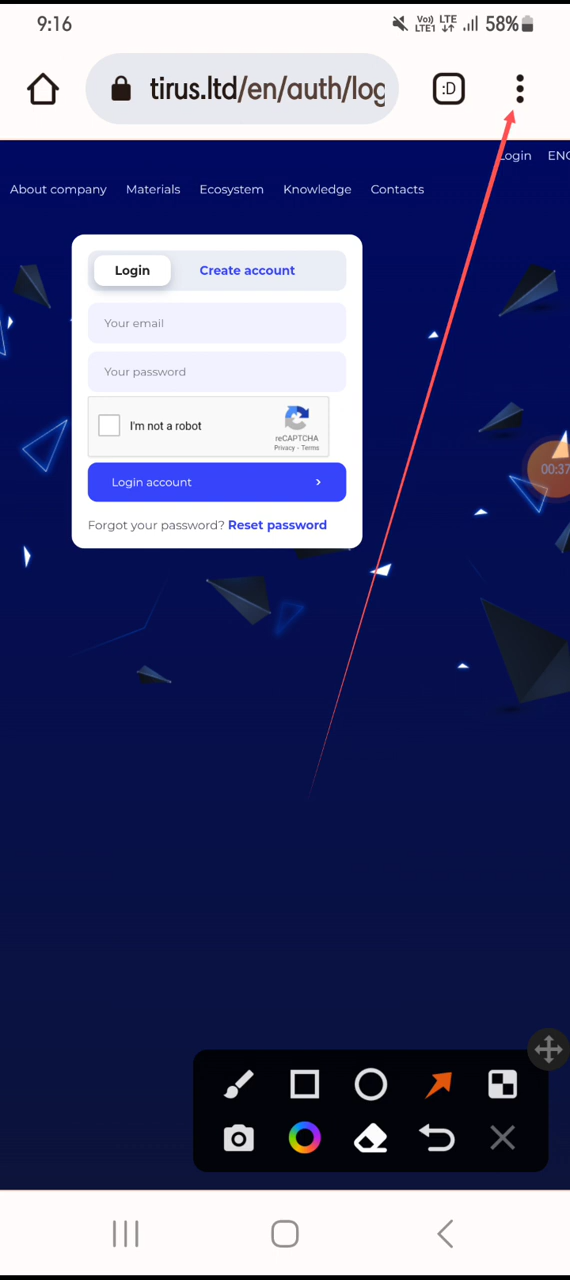 9:16
Vo)) LTE
LTE1
58%
tirus.ltd/en/auth/log
:D
Login ENG
About company Materials Ecosystem Knowledge Contacts
Login Create account
Your email
Your password
I'm not a robot
reCAPTCHA
Privacy - Terms
Login account
Forgot your password? Reset password
00:37